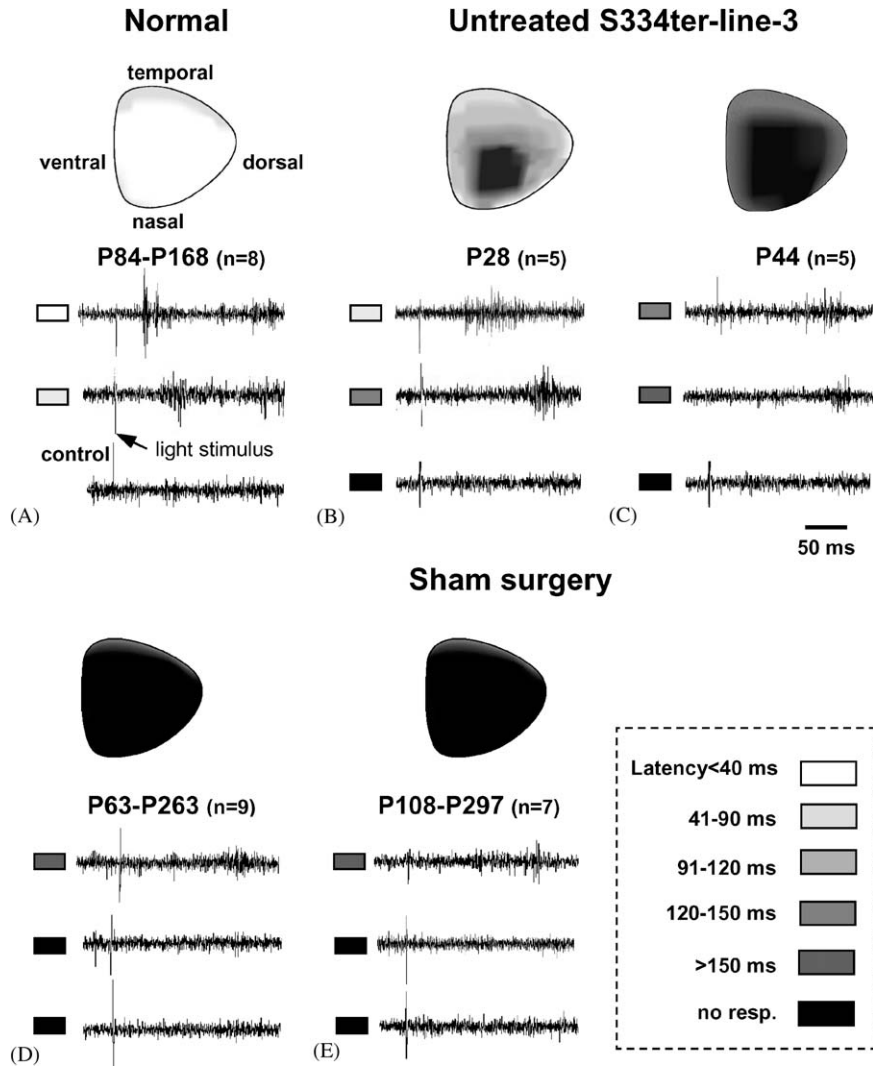 Normal
Untreated S334ter-line-3
temporal
ventral
dorsal
nasal
P84-P168 (n=8)
P28 (n=5)
P44 (n=5)
light stimulus
control
(A)
(B)
(C)
50 ms
Sham surgery
P63-P263 (n=9)
P108-P297 (n=7)
(D)
(E)
Latency<40 ms
41-90 ms
91-120 ms
120-150 ms
>150 ms
no resp.